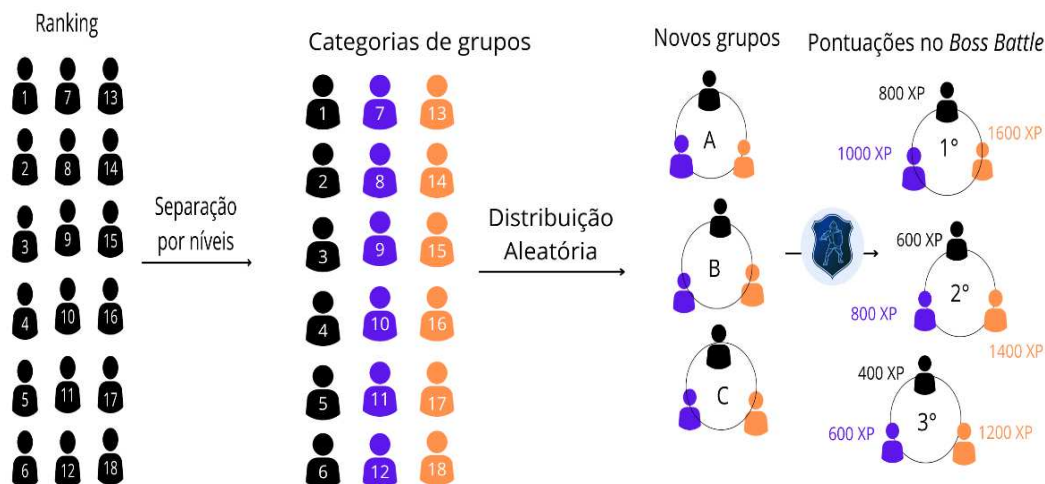 Ranking
1 7 13
2 8 14
3 9 15
4 10 16
5 11 17
6 12 18
Separação
por níveis
Categorias de grupos
1 7 13
2 8 14
3 9 15
4 10 16
5 11 17
6 12 18
Distribuição
Aleatória
Novos grupos
A
B
C
Pontuações no Boss Battle
800 XP
1000 XP
1600 XP
1º
600 XP
800 XP
1400 XP
2º
400 XP
600 XP
1200 XP
3º